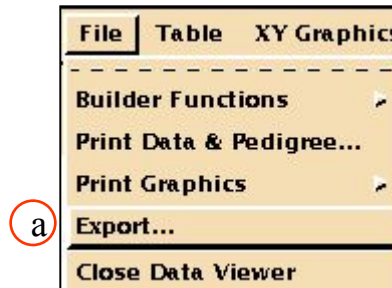 File Table XY Graphics
Builder Functions
Print Data & Pedigree...
Print Graphics
a Export...
Close Data Viewer